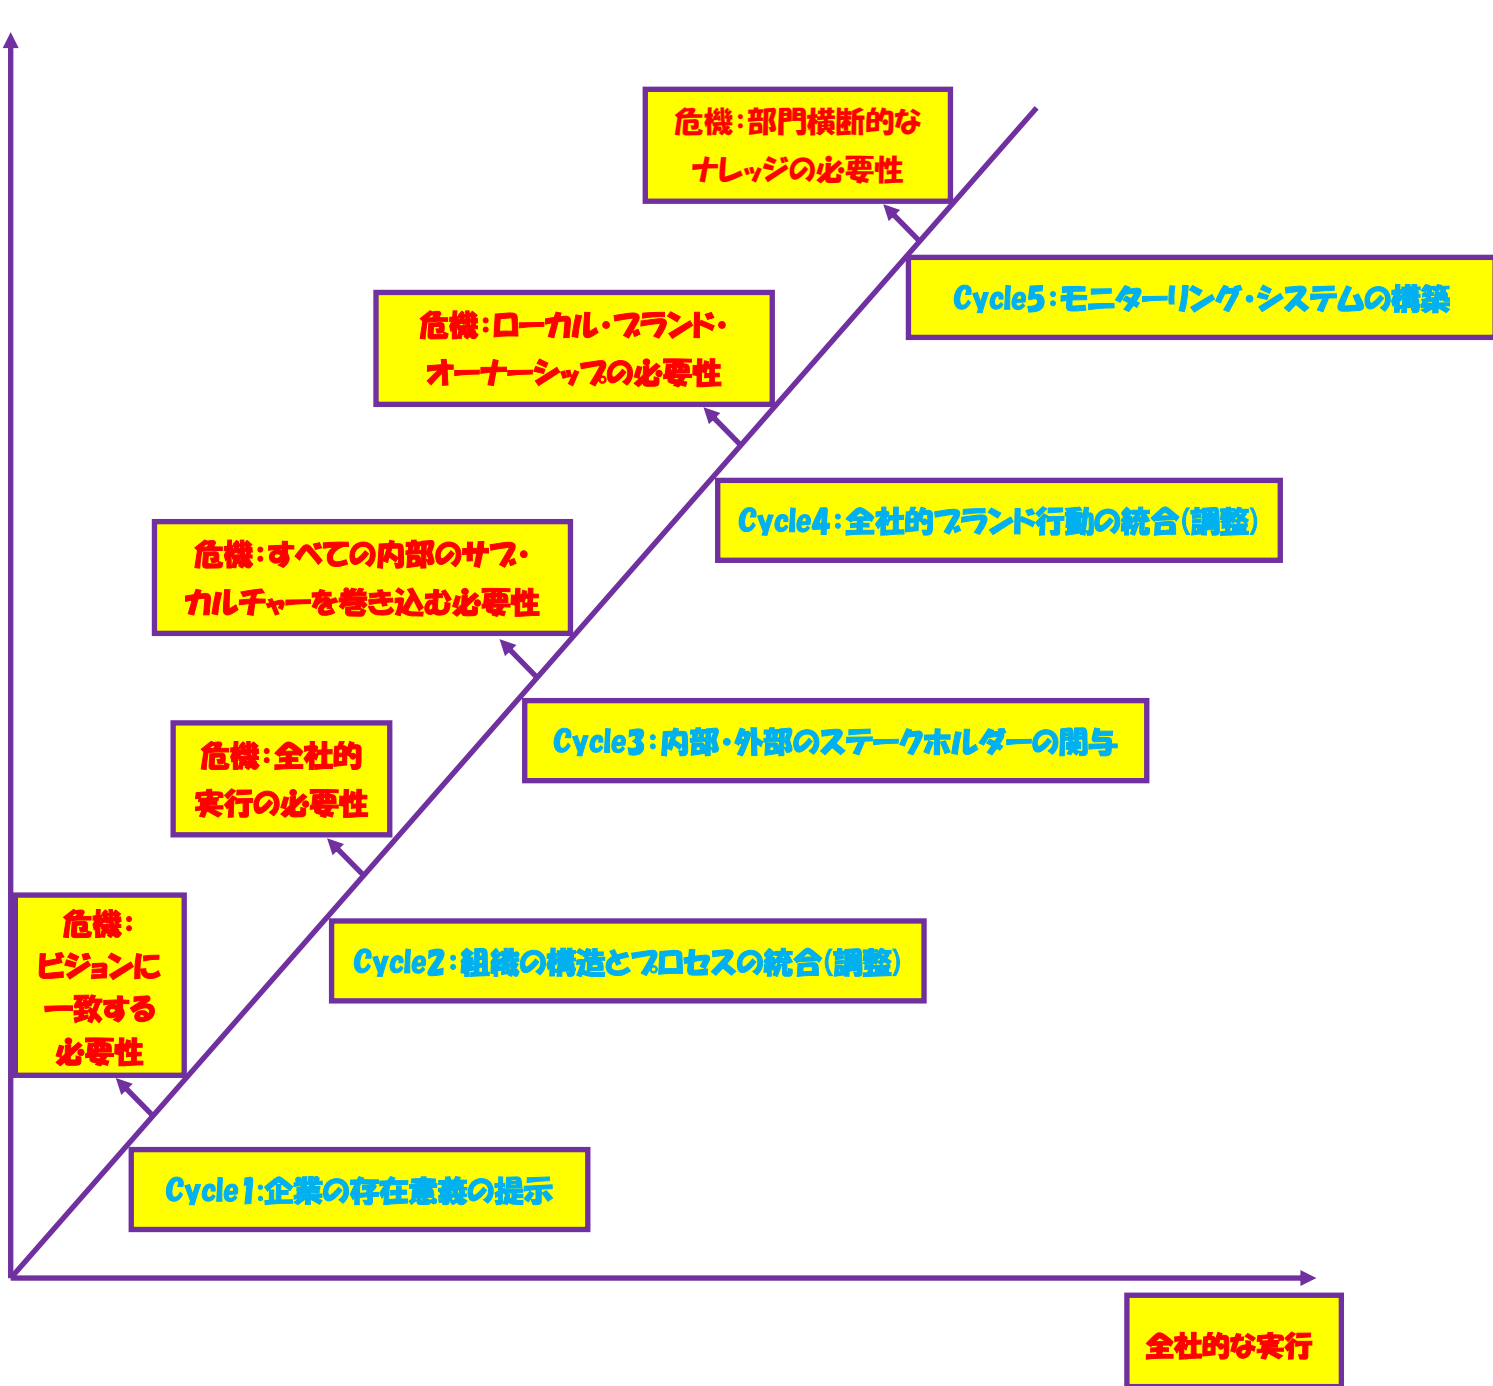 危機：部門横断的な
ナレッジの必要性
Cycle5：モニターリング・システムの構築
危機：ローカル・ブランド・
オーナーシップの必要性
Cycle4：全社的ブランド行動の統合(調整)
危機：すべての内部のサブ・
カルチャーを巻き込む必要性
Cycle3：内部・外部のステークホルダーの関与
危機：全社的
実行の必要性
Cycle2：組織の構造とプロセスの統合(調整)
危機：
ビジョンに
一致する
必要性
Cycle1:企業の存在意義の提示
全社的な実行